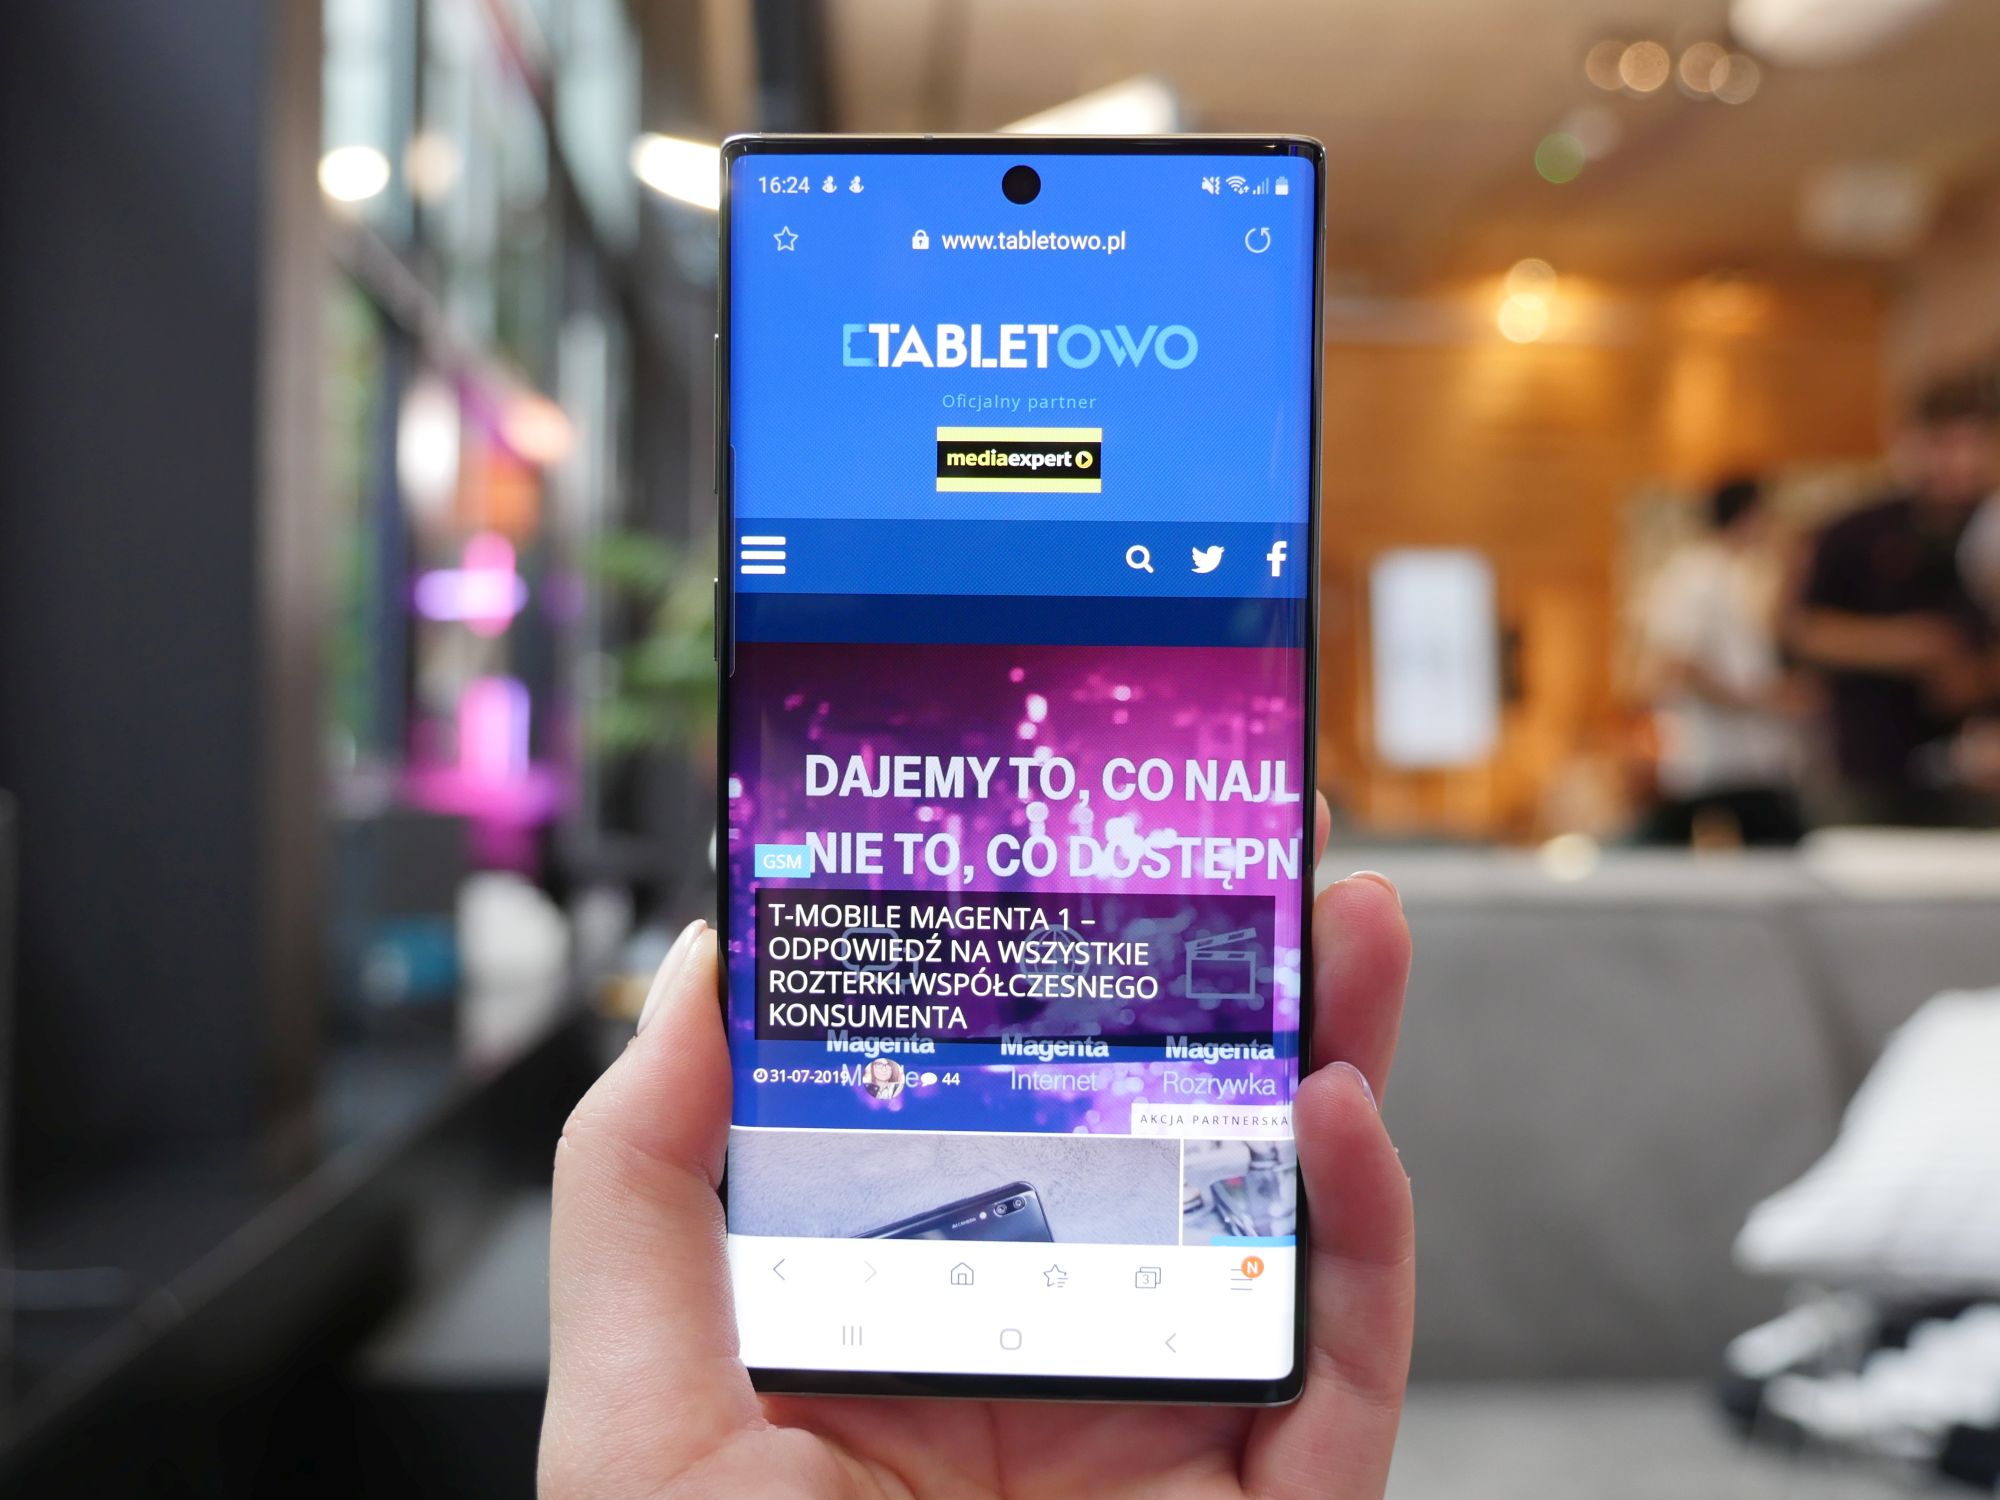 16:24
www.tabletowo.pl
TABLETOWO
Oficjalny partner
mediaexpert
DAJEMY TO, CO NAJL
NIE TO, CO DOSTĘPN
GSM
T-MOBILE MAGENTA 1 –
ODPOWIEDŹ NA WSZYSTKIE
ROZTERKI WSPÓŁCZESNEGO
KONSUMENTA
Magenta Magenta Magenta
31-07-2019 44 Internet Rozrywka
AKCJA PARTNERSKA
3 N